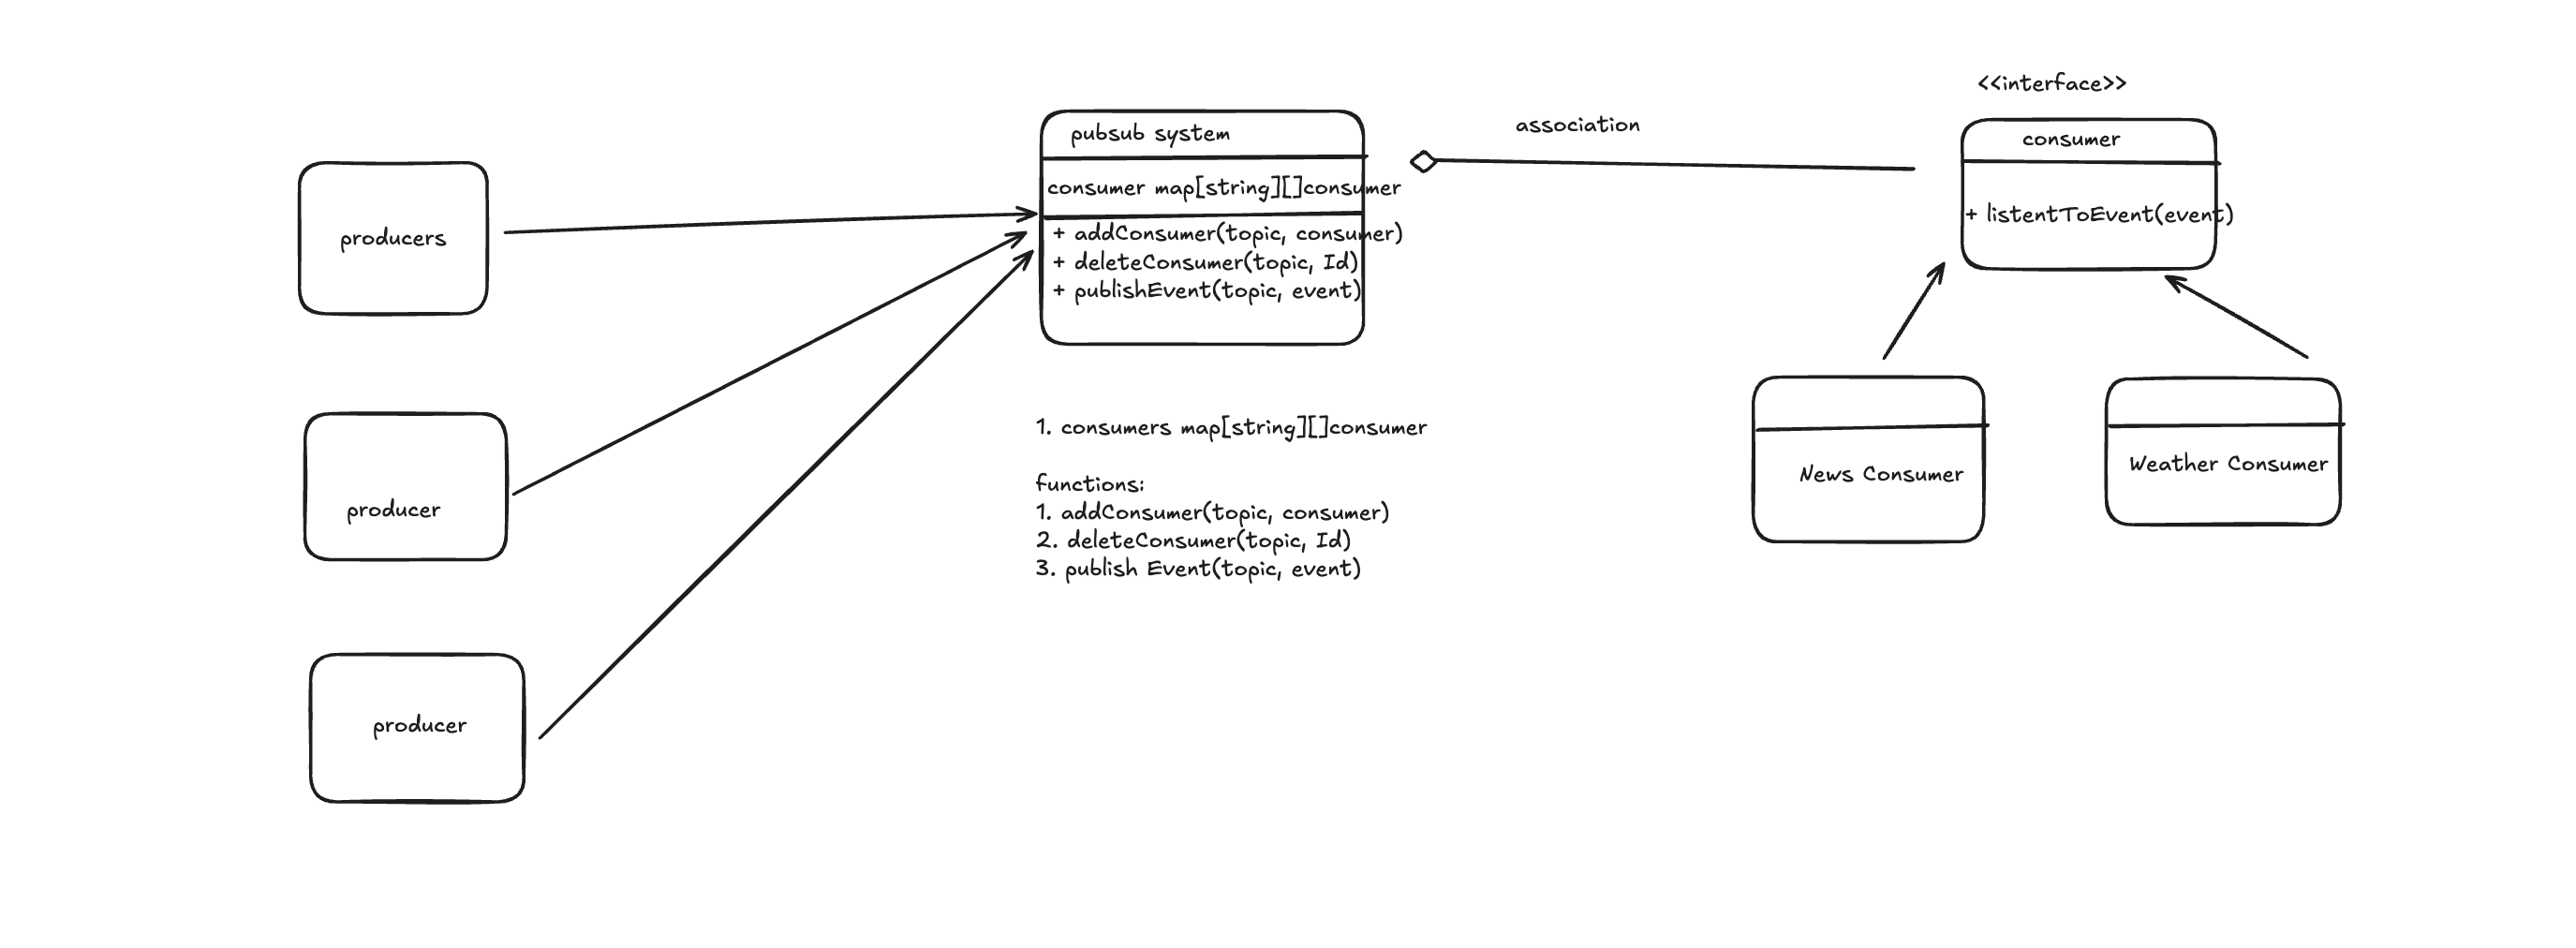 <<interface>>
association
pubsub system
consumer
consumer map[string][]consumer
+ listentToEvent(event)
producers
+ addConsumer(topic, consumer)
+ deleteConsumer(topic, Id)
+ publishEvent(topic, event)
1. consumers map[string][]consumer
functions:
1. addConsumer(topic, consumer)
2. deleteConsumer(topic, Id)
3. publish Event(topic, event)
News Consumer
Weather Consumer
producer
producer